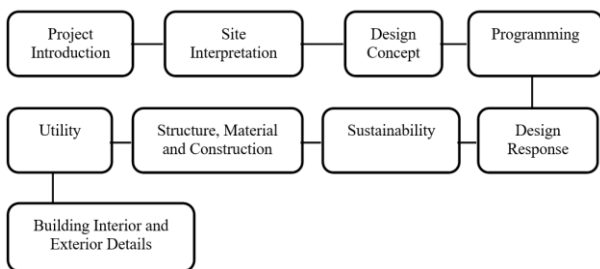 Project
Introduction
Site
Interpretation
Design
Concept
Programming
Utility
Structure, Material
and Construction
Sustainability
Design
Response
Building Interior and
Exterior Details